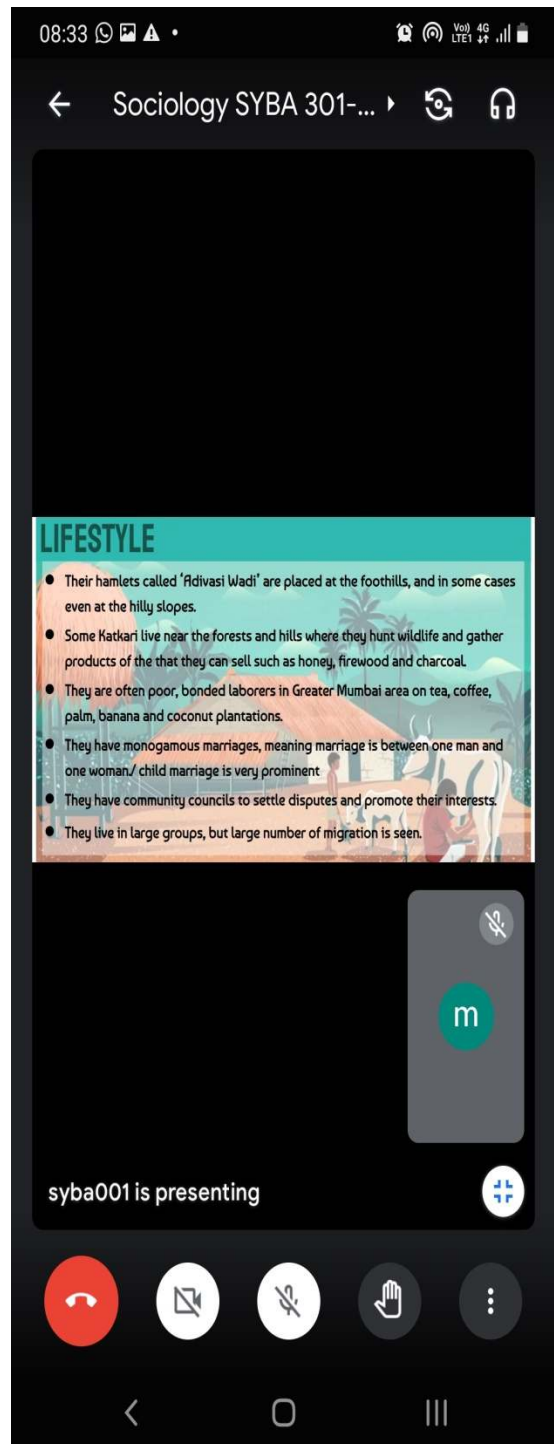 08:33
Vo)) 4G
LTE1
Sociology SYBA 301-...
LIFESTYLE
● Their hamlets called 'Adivasi Wadi' are placed at the foothills, and in some cases
even at the hilly slopes.
● Some Katkari live near the forests and hills where they hunt wildlife and gather
products of the that they can sell such as honey, firewood and charcoal.
● They are often poor, bonded laborers in Greater Mumbai area on tea, coffee,
palm, banana and coconut plantations.
● They have monogamous marriages, meaning marriage is between one man and
one woman./ child marriage is very prominent
● They have community councils to settle disputes and promote their interests.
● They live in large groups, but large number of migration is seen.
m
syba001 is presenting